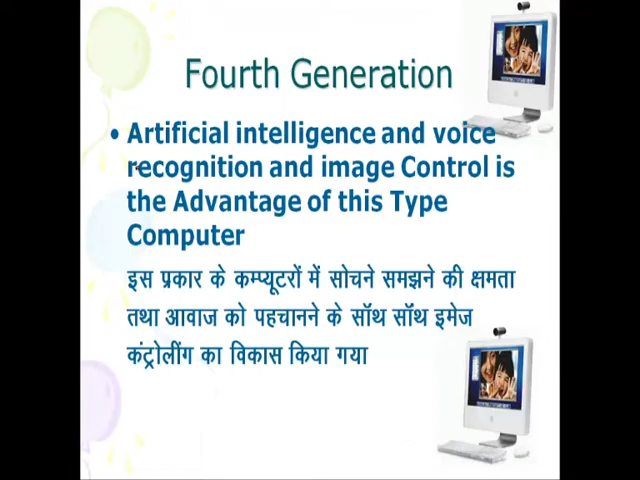 Fourth Generation
• Artificial intelligence and voice
recognition and image Control is
the Advantage of this Type
Computer
इस प्रकार के कम्प्यूटरों में सोचने समझने की क्षमता
तथा आवाज को पहचानने के सॉथ सॉथ इमेज
कंट्रोलींग का विकास किया गया